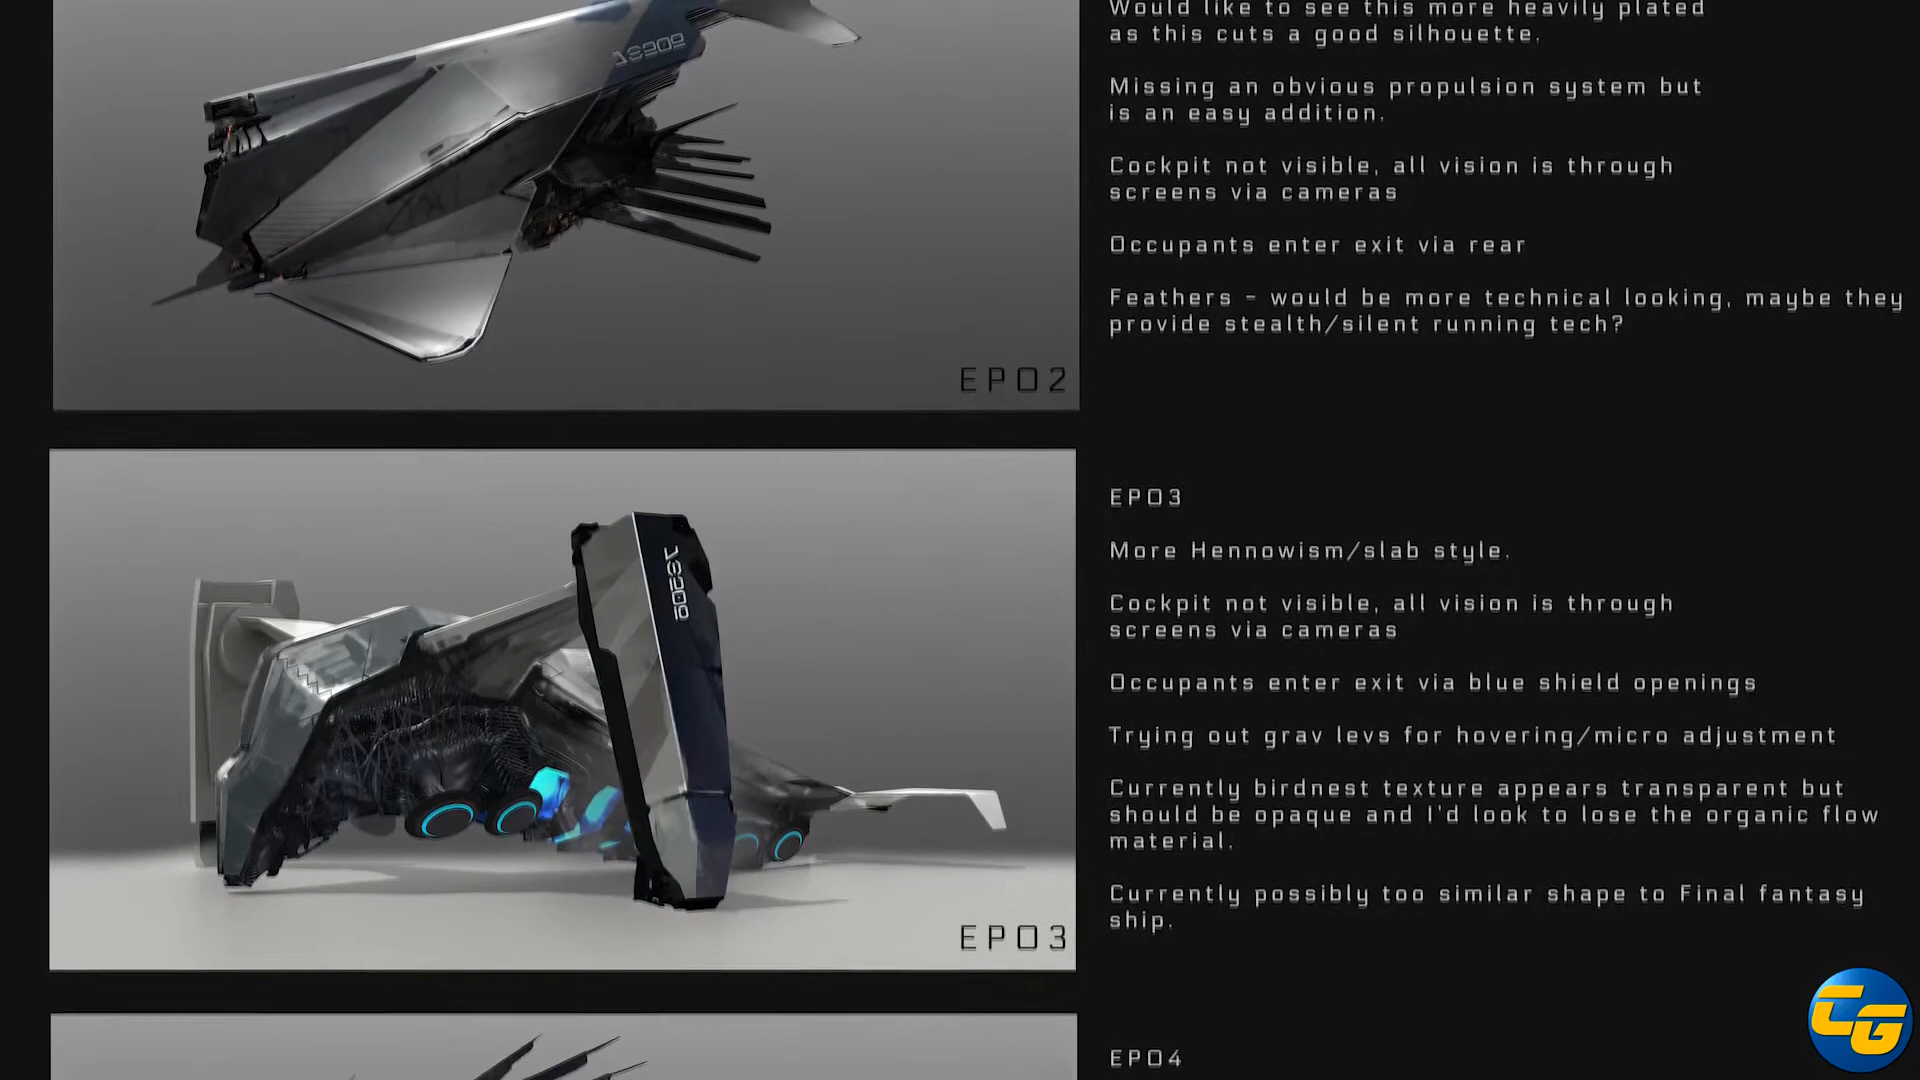 Would like to see this more heavily plated
as this cuts a good silhouette.
Missing an obvious propulsion system but
is an easy addition.
Cockpit not visible, all vision is through
screens via cameras
Occupants enter exit via rear
Feathers - would be more technical looking, maybe they
provide stealth/silent running tech?
EP02
EP03
More Hennowism/slab style.
Cockpit not visible, all vision is through
screens via cameras
Occupants enter exit via blue shield openings
Trying out grav levs for hovering/micro adjustment
Currently birdnest texture appears transparent but
should be opaque and I'd look to lose the organic flow
material.
Currently possibly too similar shape to Final fantasy
ship.
EP03
EP04
CG